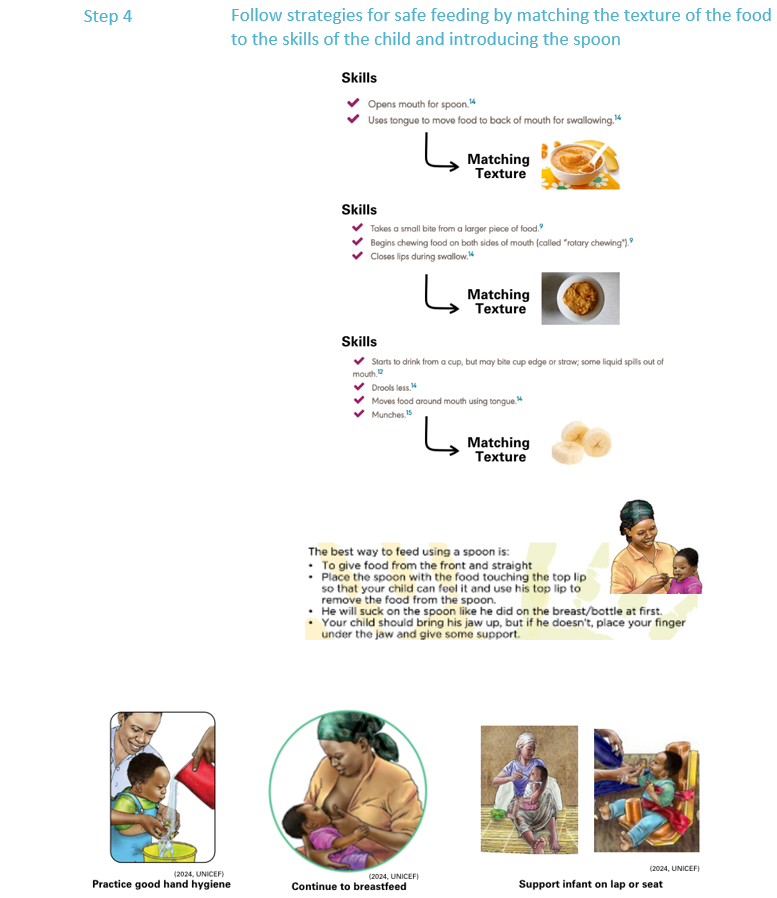 Step 4
Follow strategies for safe feeding by matching the texture of the food
to the skills of the child and introducing the spoon
Skills
✔ Opens mouth for spoon.14
✔ Uses tongue to move food to back of mouth for swallowing.14
Matching
Texture
Skills
✔ Takes a small bite from a larger piece of food.9
✔ Begins chewing food on both sides of mouth (called "rotary chewing").9
✔ Closes lips during swallow.14
Matching
Texture
Skills
✔ Starts to drink from a cup, but may bite cup edge or straw; some liquid spills out of
mouth.12
✔ Drools less.14
✔ Moves food around mouth using tongue.14
✔ Munches.15
Matching
Texture
The best way to feed using a spoon is:
• To give food from the front and straight
• Place the spoon with the food touching the top lip
so that your child can feel it and use his top lip to
remove the food from the spoon.
• He will suck on the spoon like he did on the breast/bottle at first.
• Your child should bring his jaw up, but if he doesn't, place your finger
under the jaw and give some support.
(2024, UNICEF)
Practice good hand hygiene
(2024, UNICEF)
Continue to breastfeed
(2024, UNICEF)
Support infant on lap or seat